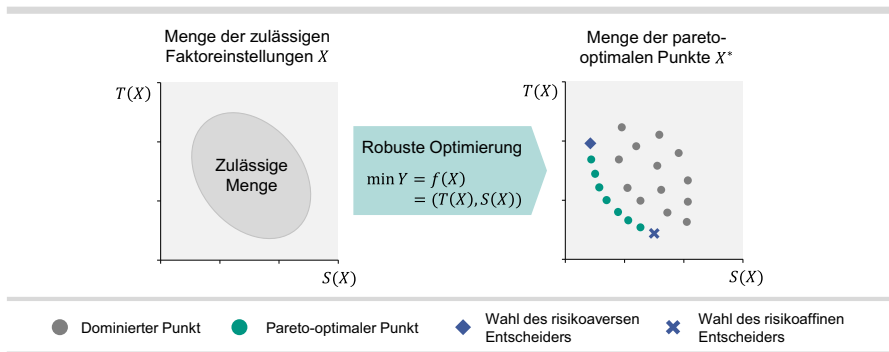 Menge der zulässigen
Faktoreinstellungen X
T(X)
Zulässige
Menge
S(X)
Robuste Optimierung
min Y = f(X)
= (T(X), S(X))
Menge der pareto-
optimalen Punkte X*
T(X)
S(X)
Dominierter Punkt
Pareto-optimaler Punkt
Wahl des risikoaversen
Entscheiders
Wahl des risikoaffinen
Entscheiders